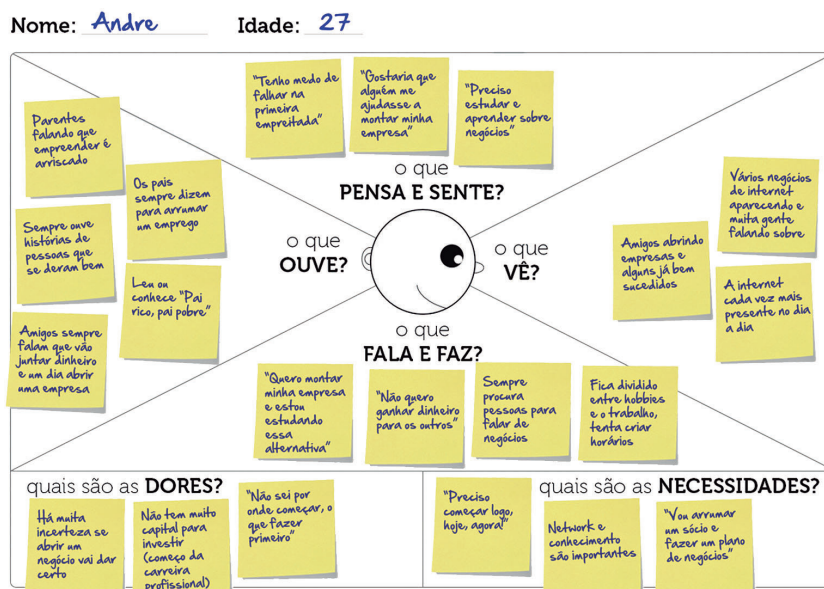 Nome: Andre Idade: 27
"Tenho medo de
falhar na
primeira
empreitada"
"Gostaria que
alguém me
ajudasse a
montar minha
empresa"
"Preciso
estudar e
aprender sobre
negócios"
o que
PENSA E SENTE?
Parentes
falando que
empreender é
arriscado
Os pais
sempre dizem
para arrumar
um emprego
Sempre ouve
histórias de
pessoas que
se deram bem
Leu ou
conhece "Pai
rico, pai pobre"
Amigos sempre
falam que vão
juntar dinheiro
e um dia abrir
uma empresa
o que
OUVE?
o que
VÊ?
Vários negócios
de internet
aparecendo e
muita gente
falando sobre
Amigos abrindo
empresas e
alguns já bem
sucedidos
A internet
cada vez mais
presente no dia
a dia
o que
FALA E FAZ?
"Quero montar
minha empresa
e estou
estudando
essa
alternativa"
"Não quero
ganhar dinheiro
para os outros"
Sempre
procura
pessoas para
falar de
negócios
Fica dividido
entre hobbies
e o trabalho,
tenta criar
horários
quais são as DORES?
Há muita
incerteza se
abrir um
negócio vai dar
certo
Não tem muito
capital para
investir
(começo da
carreira
profissional)
"Não sei por
onde começar, o
que fazer
primeiro"
quais são as NECESSIDADES?
"Preciso
começar logo,
hoje, agora!"
Network e
conhecimento
são importantes
"Vou arrumar
um sócio e
fazer um plano
de negócios"